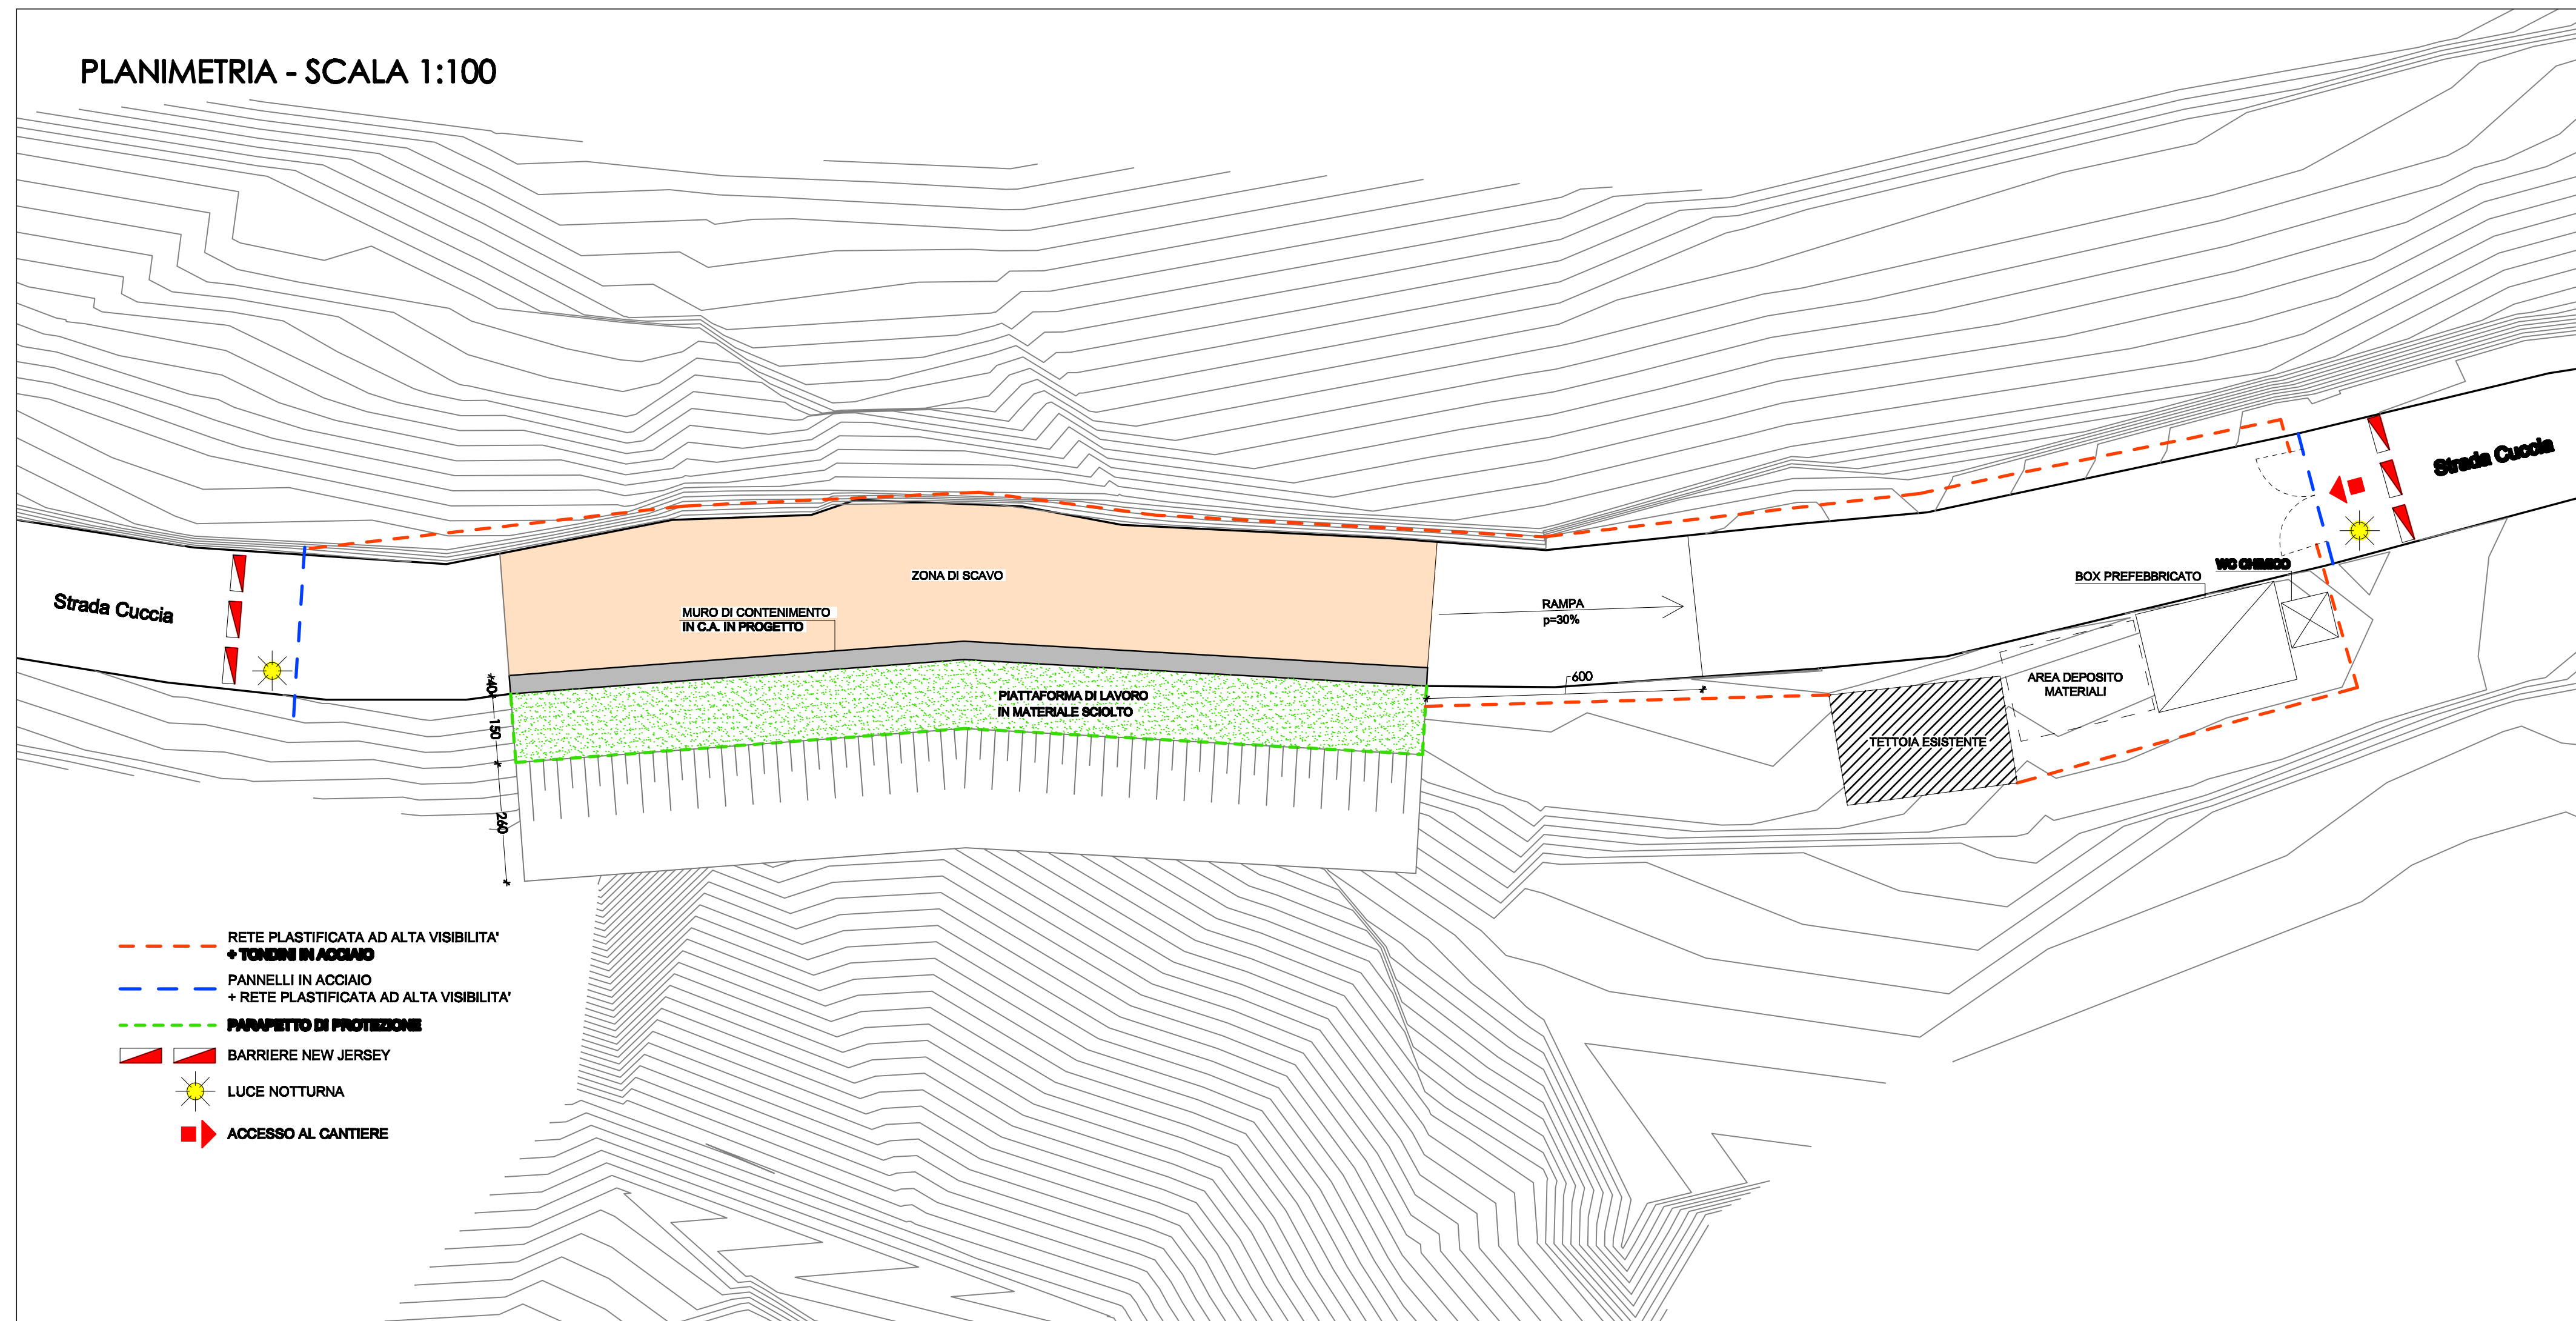 PLANIMETRIA - SCALA 1:100
Strada Cuccia
Strada Cuccia
ZONA DI SCAVO
MURO DI CONTENIMENTO
IN C.A. IN PROGETTO
RAMPA
p=30%
BOX PREFEBBRICATO
WC CHIMICO
40
150
260
600
PIATTAFORMA DI LAVORO
IN MATERIALE SCIOLTO
AREA DEPOSITO
MATERIALI
TETTOIA ESISTENTE
RETE PLASTIFICATA AD ALTA VISIBILITA'
+ TONDINI IN ACCIAIO
PANNELLI IN ACCIAIO
+ RETE PLASTIFICATA AD ALTA VISIBILITA'
PARAPETTO DI PROTEZIONE
BARRIERE NEW JERSEY
LUCE NOTTURNA
ACCESSO AL CANTIERE